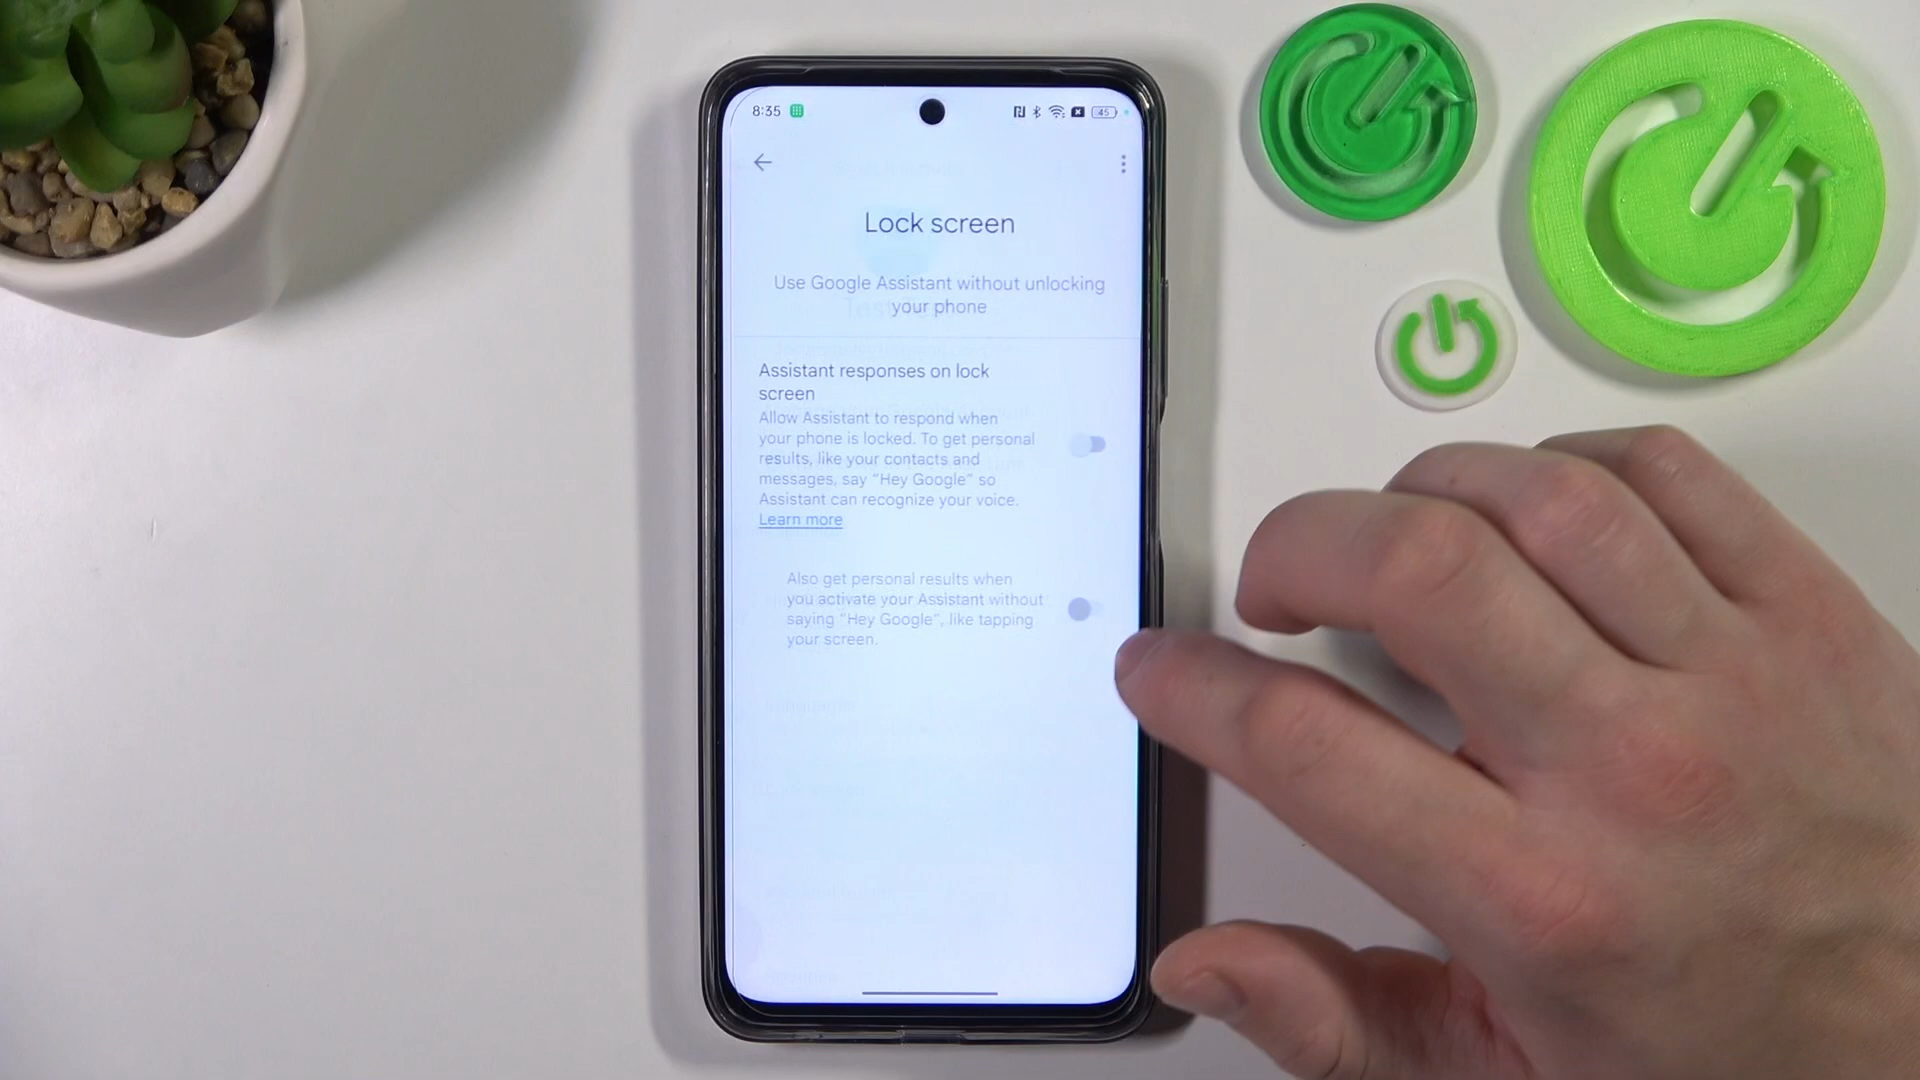 8:35
45
Lock screen
Use Google Assistant without unlocking
your phone
Assistant responses on lock
screen
Allow Assistant to respond when
your phone is locked. To get personal
results, like your contacts and
messages, say “Hey Google” so
Assistant can recognize your voice.
Learn more
Also get personal results when
you activate your Assistant without
saying “Hey Google”, like tapping
your screen.